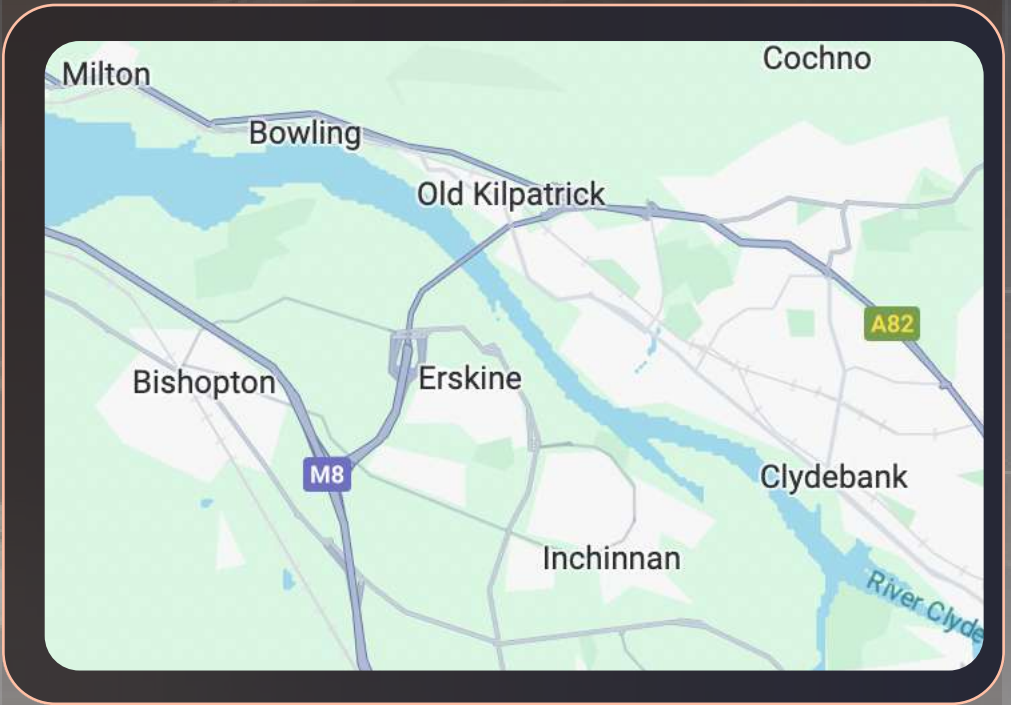 Cochno
Milton
Bowling
Old Kilpatrick
A82
Erskine
Bishopton
M8
Clydebank
Inchinnan
River Clyde